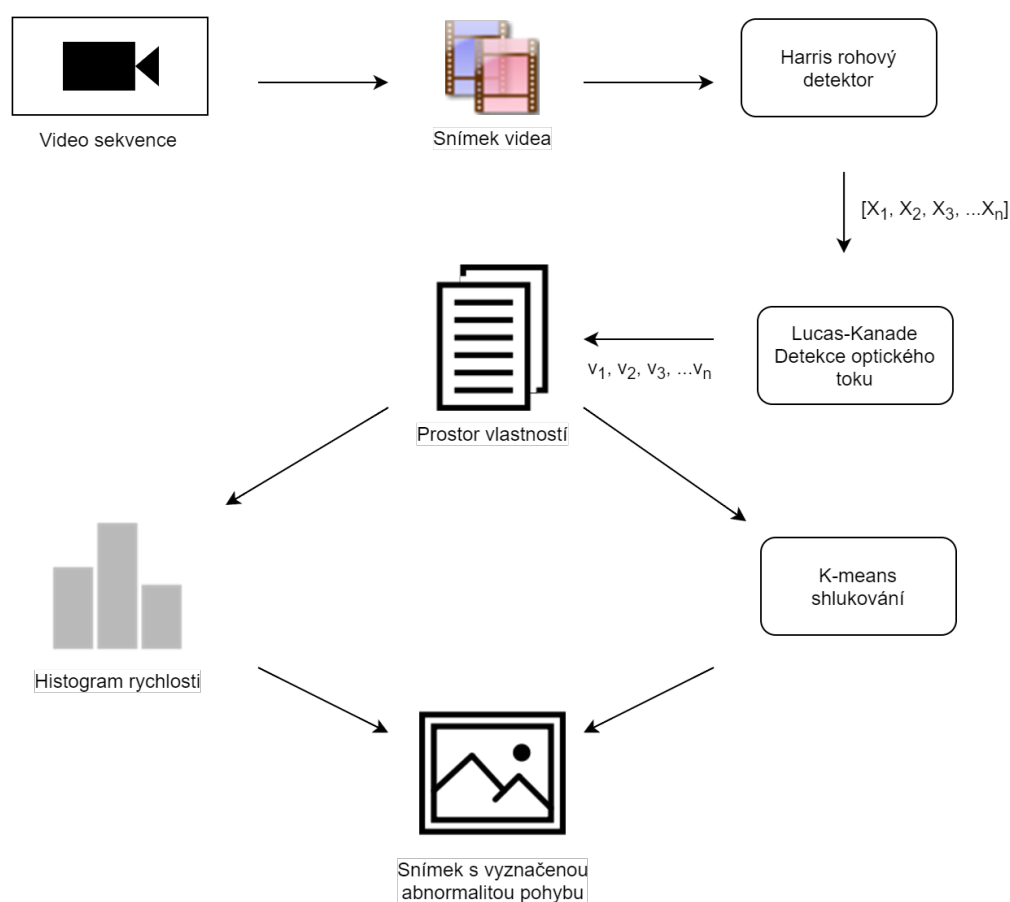 Video sekvence
Snímek videa
Harris rohový
detektor
[X₁, X₂, X₃, ...Xₙ]
Lucas-Kanade
Detekce optického
toku
v₁, v₂, v₃, ...vₙ
Prostor vlastností
Histogram rychlosti
K-means
shlukování
Snímek s vyznačenou
abnormalitou pohybu